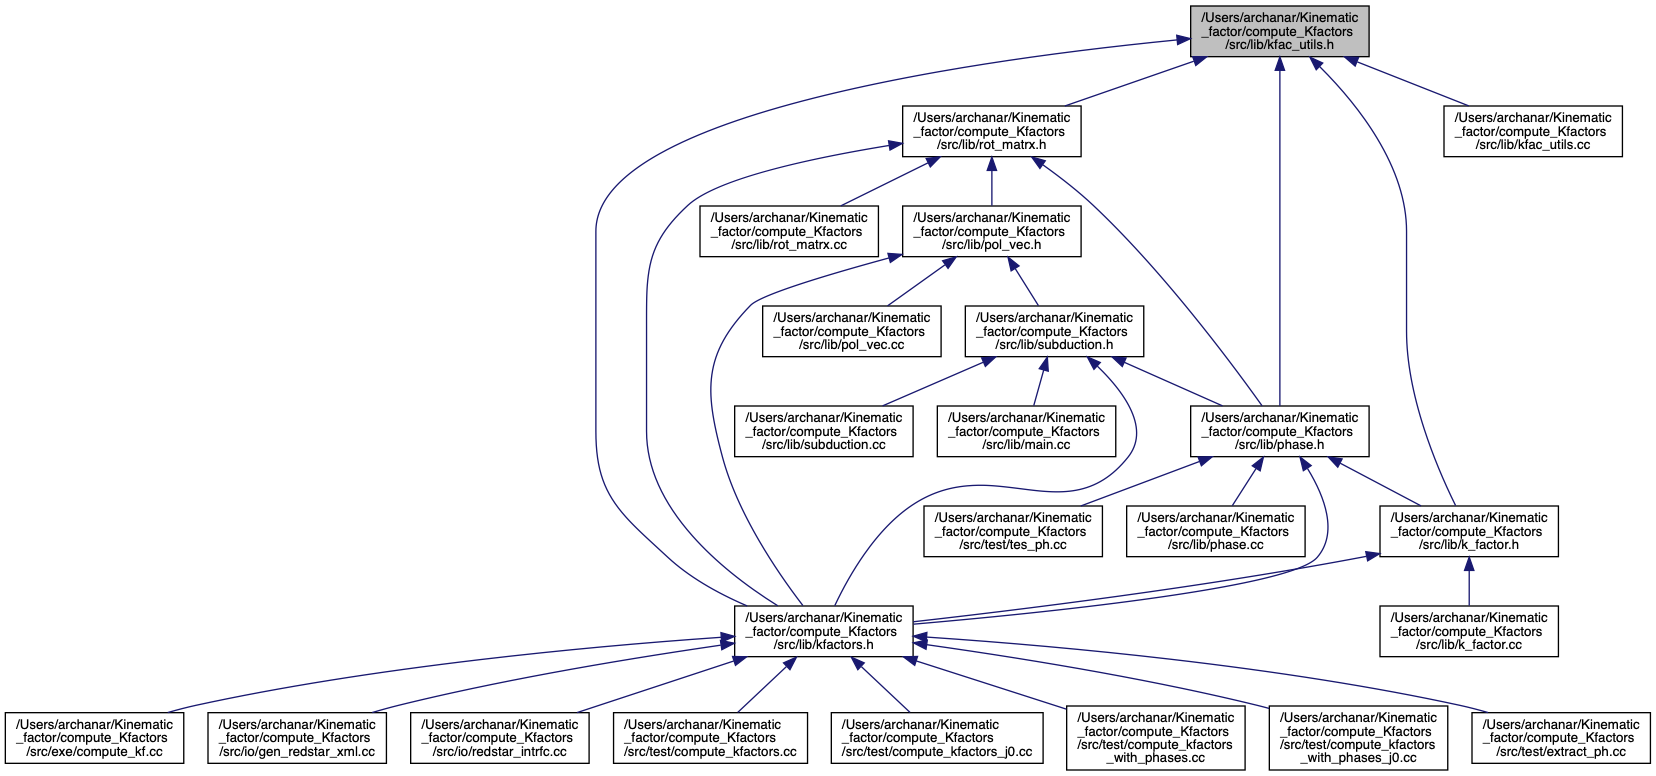 /Users/archanar/Kinematic
_factor/compute_Kfactors
/src/lib/kfac_utils.h
/Users/archanar/Kinematic
_factor/compute_Kfactors
/src/lib/rot_matrx.h
/Users/archanar/Kinematic
_factor/compute_Kfactors
/src/lib/kfac_utils.cc
/Users/archanar/Kinematic
_factor/compute_Kfactors
/src/lib/rot_matrx.cc
/Users/archanar/Kinematic
_factor/compute_Kfactors
/src/lib/pol_vec.h
/Users/archanar/Kinematic
_factor/compute_Kfactors
/src/lib/pol_vec.cc
/Users/archanar/Kinematic
_factor/compute_Kfactors
/src/lib/subduction.h
/Users/archanar/Kinematic
_factor/compute_Kfactors
/src/lib/subduction.cc
/Users/archanar/Kinematic
_factor/compute_Kfactors
/src/lib/main.cc
/Users/archanar/Kinematic
_factor/compute_Kfactors
/src/lib/phase.h
/Users/archanar/Kinematic
_factor/compute_Kfactors
/src/test/tes_ph.cc
/Users/archanar/Kinematic
_factor/compute_Kfactors
/src/lib/phase.cc
/Users/archanar/Kinematic
_factor/compute_Kfactors
/src/lib/k_factor.h
/Users/archanar/Kinematic
_factor/compute_Kfactors
/src/lib/kfactors.h
/Users/archanar/Kinematic
_factor/compute_Kfactors
/src/lib/k_factor.cc
/Users/archanar/Kinematic
_factor/compute_Kfactors
/src/exe/compute_kf.cc
/Users/archanar/Kinematic
_factor/compute_Kfactors
/src/io/gen_redstar_xml.cc
/Users/archanar/Kinematic
_factor/compute_Kfactors
/src/io/redstar_intrfc.cc
/Users/archanar/Kinematic
_factor/compute_Kfactors
/src/test/compute_kfactors.cc
/Users/archanar/Kinematic
_factor/compute_Kfactors
/src/test/compute_kfactors_j0.cc
/Users/archanar/Kinematic
_factor/compute_Kfactors
/src/test/compute_kfactors
_with_phases.cc
/Users/archanar/Kinematic
_factor/compute_Kfactors
/src/test/compute_kfactors
_with_phases_j0.cc
/Users/archanar/Kinematic
_factor/compute_Kfactors
/src/test/extract_ph.cc